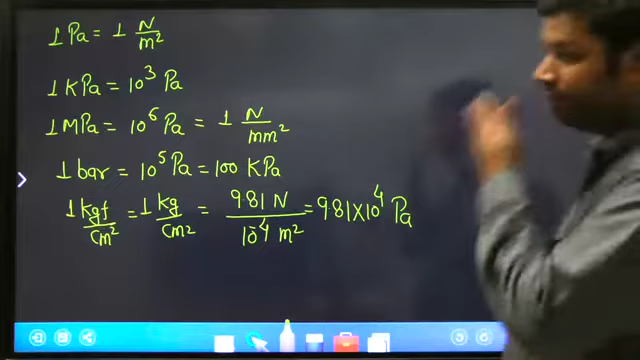 1 Pa = 1 N/m²
1 KPa = 10³ Pa
1 MPa = 10⁶ Pa = 1 N/mm²
1 bar = 10⁵ Pa = 100 KPa
1 kgf/cm² = 1 kg/cm² = 9.81 N/10⁻⁴ m² = 9.81×10⁴ Pa